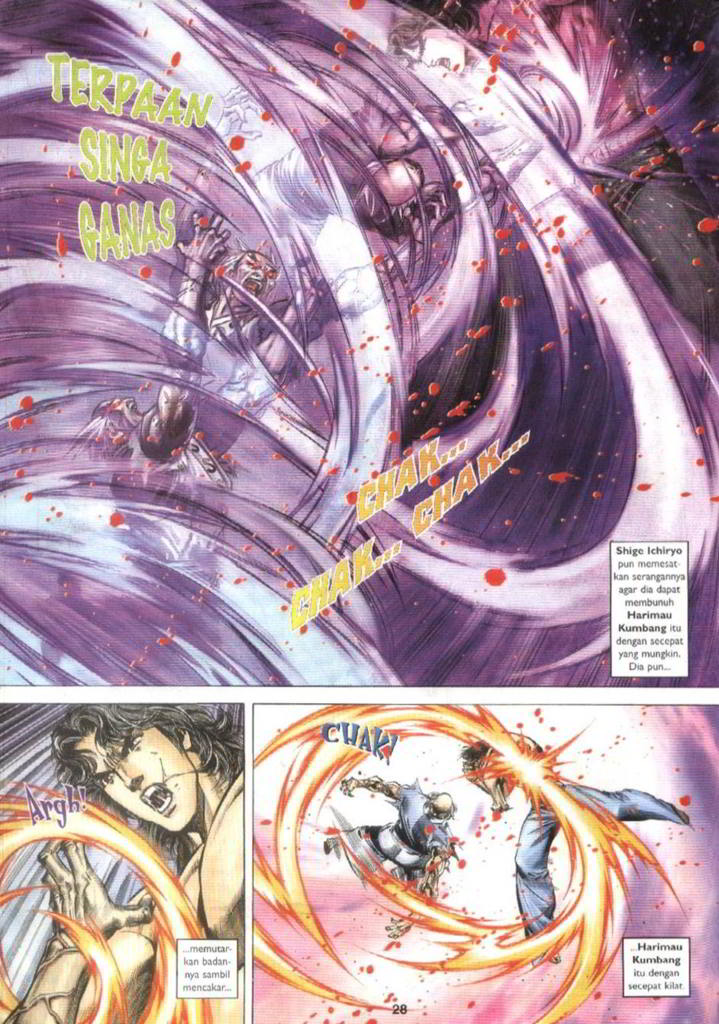 TERPAAN
SINGA
GANAS
CHAK...
CHAK...
CHAK...
Shige Ichiryo
pun memesat-
kan serangannya
agar dia dapat
membunuh
Harimau
Kumbang itu
dengan secepat
yang mungkin.
Dia pun...
Argh!
...memutar-
kan badan-
nya sambil
mencakar...
CHAK!
...Harimau
Kumbang
itu dengan
secepat kilat.
28